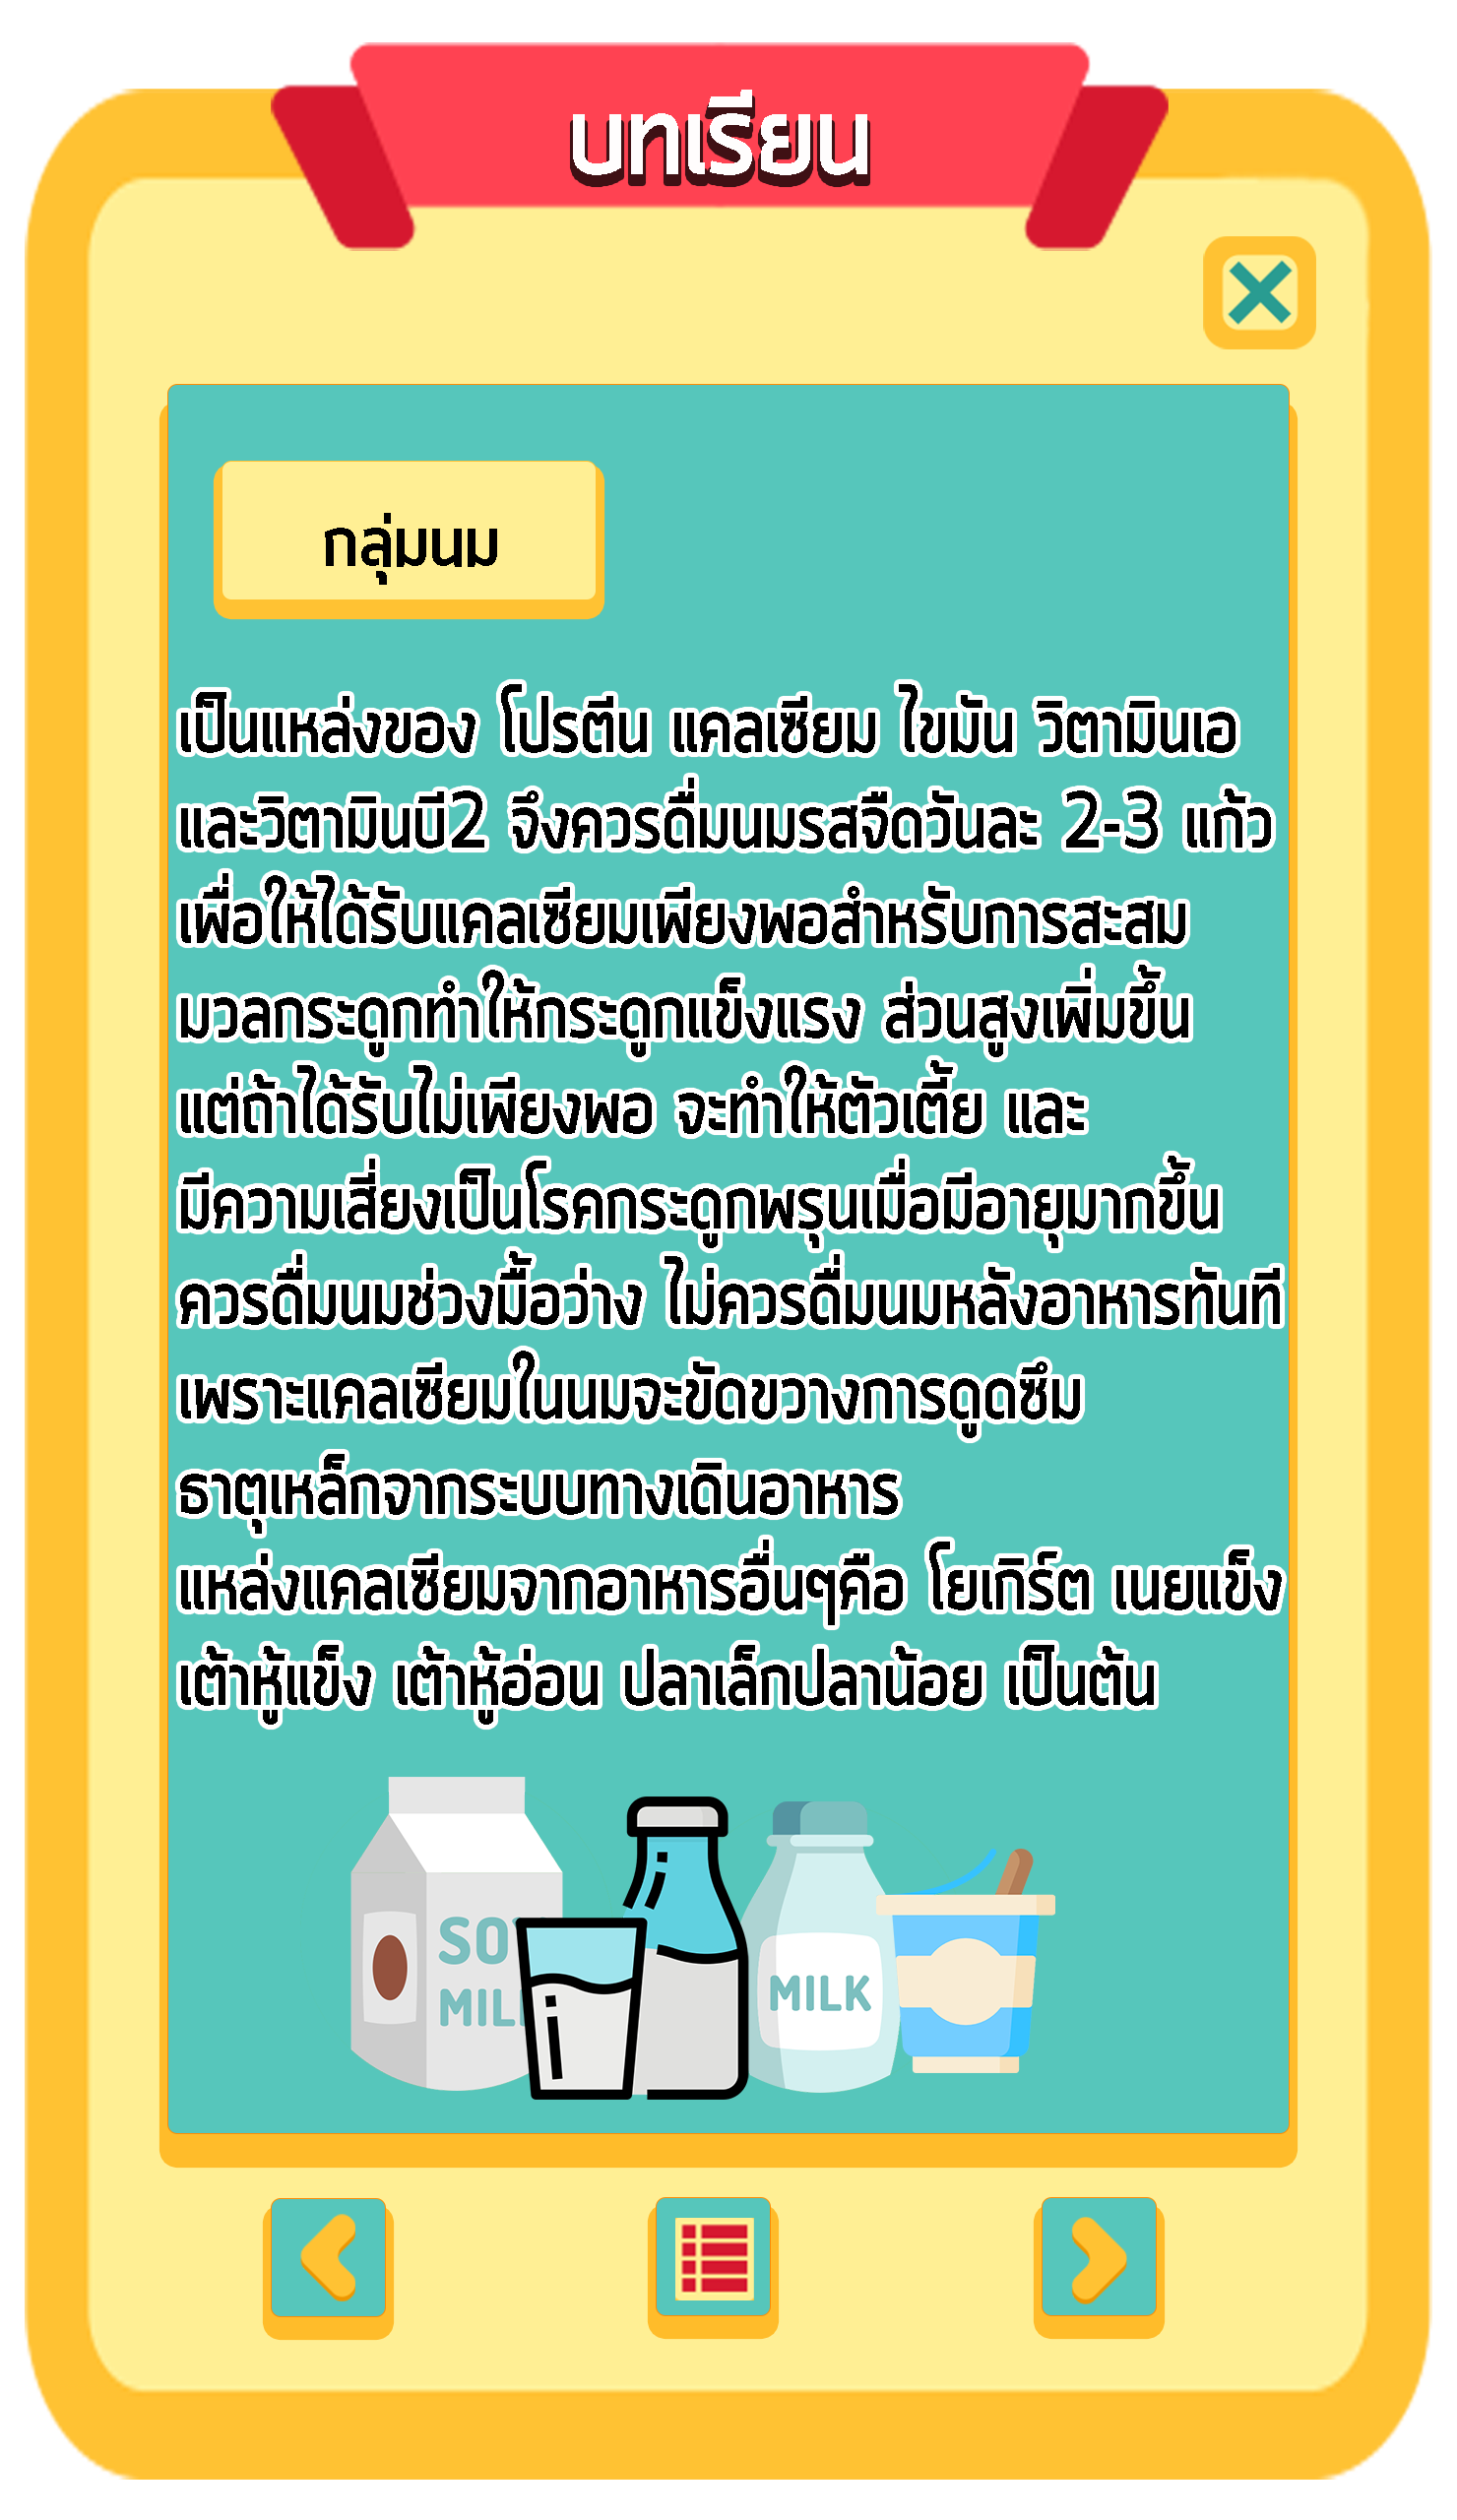 บทเรียน
กลุ่มนม
เป็นแหล่งของ โปรตีน แคลเซียม ไขมัน วิตามินเอ
และวิตามินบี2 จึงควรดื่มนมรสจืดวันละ 2-3 แก้ว
เพื่อให้ได้รับแคลเซียมเพียงพอสำหรับการสะสม
มวลกระดูกทำให้กระดูกแข็งแรง ส่วนสูงเพิ่มขึ้น
แต่ถ้าได้รับไม่เพียงพอ จะทำให้ตัวเตี้ย และ
มีความเสี่ยงเป็นโรคกระดูกพรุนเมื่อมีอายุมากขึ้น
ควรดื่มนมช่วงมื้อว่าง ไม่ควรดื่มนมหลังอาหารทันที
เพราะแคลเซียมในนมจะขัดขวางการดูดซึม
ธาตุเหล็กจากระบบทางเดินอาหาร
แหล่งแคลเซียมจากอาหารอื่นๆคือ โยเกิร์ต เนยแข็ง
เต้าหู้แข็ง เต้าหู้อ่อน ปลาเล็กปลาน้อย เป็นต้น
MILK